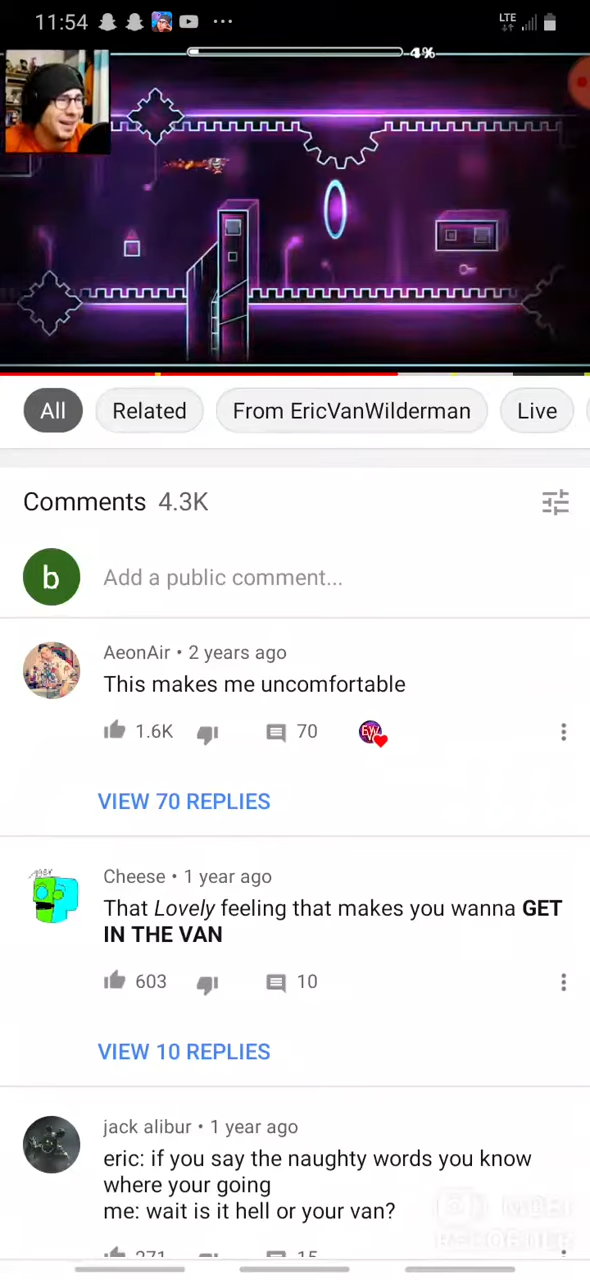 11:54
LTE
4%
All
Related
From EricVanWilderman
Live
Comments 4.3K
b
Add a public comment...
AeonAir • 2 years ago
This makes me uncomfortable
1.6K
70
VIEW 70 REPLIES
Cheese • 1 year ago
That Lovely feeling that makes you wanna GET
IN THE VAN
603
10
VIEW 10 REPLIES
jack alibur • 1 year ago
eric: if you say the naughty words you know
where your going
me: wait is it hell or your van?
271
15
RECORDER